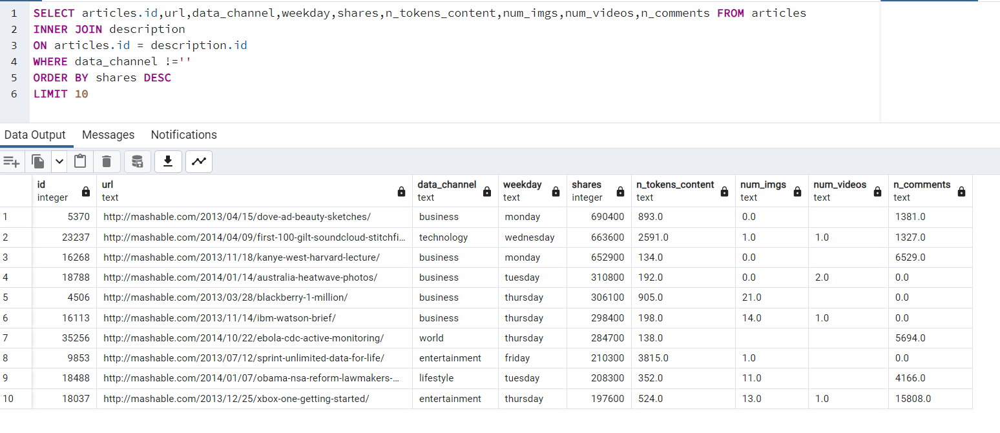 1 SELECT articles.id,url,data_channel,weekday,shares,n_tokens_content,num_imgs,num_videos,n_comments FROM articles
2 INNER JOIN description
3 ON articles.id = description.id
4 WHERE data_channel !=''
5 ORDER BY shares DESC
6 LIMIT 10
Data Output Messages Notifications
id url data_channel weekday shares n_tokens_content num_imgs num_videos n_comments
integer text text text integer text text text text
1 5370 http://mashable.com/2013/04/15/dove-ad-beauty-sketches/ business monday 690400 893.0 0.0 1381.0
2 23237 http://mashable.com/2014/04/09/first-100-gilt-soundcloud-stitchfi... technology wednesday 663600 2591.0 1.0 1.0 1327.0
3 16268 http://mashable.com/2013/11/18/kanye-west-harvard-lecture/ business monday 652900 134.0 0.0 6529.0
4 18788 http://mashable.com/2014/01/14/australia-heatwave-photos/ business tuesday 310800 192.0 0.0 2.0 0.0
5 4506 http://mashable.com/2013/03/28/blackberry-1-million/ business thursday 306100 905.0 21.0 0.0
6 16113 http://mashable.com/2013/11/14/ibm-watson-brief/ business thursday 298400 198.0 14.0 1.0 0.0
7 35256 http://mashable.com/2014/10/22/ebola-cdc-active-monitoring/ world thursday 284700 138.0 5694.0
8 9853 http://mashable.com/2013/07/12/sprint-unlimited-data-for-life/ entertainment friday 210300 3815.0 1.0 0.0
9 18488 http://mashable.com/2014/01/07/obama-nsa-reform-lawmakers-... lifestyle tuesday 208300 352.0 11.0 4166.0
10 18037 http://mashable.com/2013/12/25/xbox-one-getting-started/ entertainment thursday 197600 524.0 13.0 1.0 15808.0